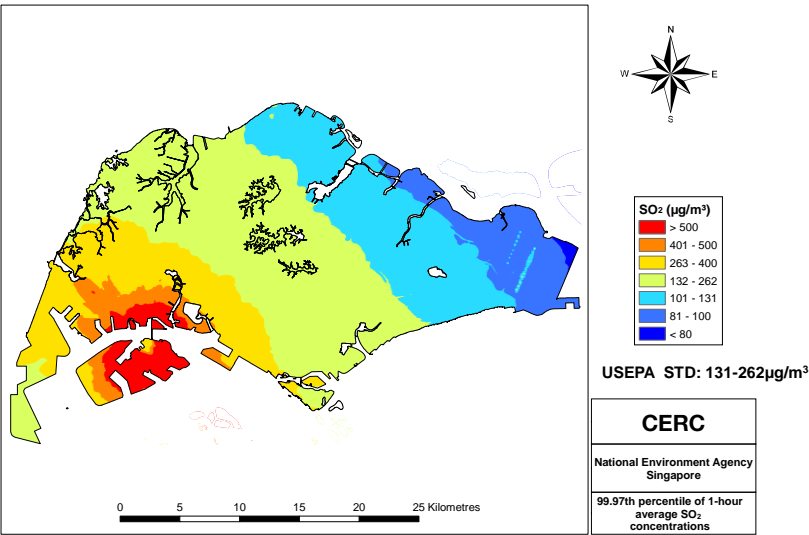 N
W E
S
SO₂ (µg/m³)
> 500
401 - 500
263 - 400
132 - 262
101 - 131
81 - 100
< 80
USEPA STD: 131-262µg/m³
CERC
National Environment Agency
Singapore
99.97th percentile of 1-hour
average SO₂
concentrations
0 5 10 15 20 25 Kilometres